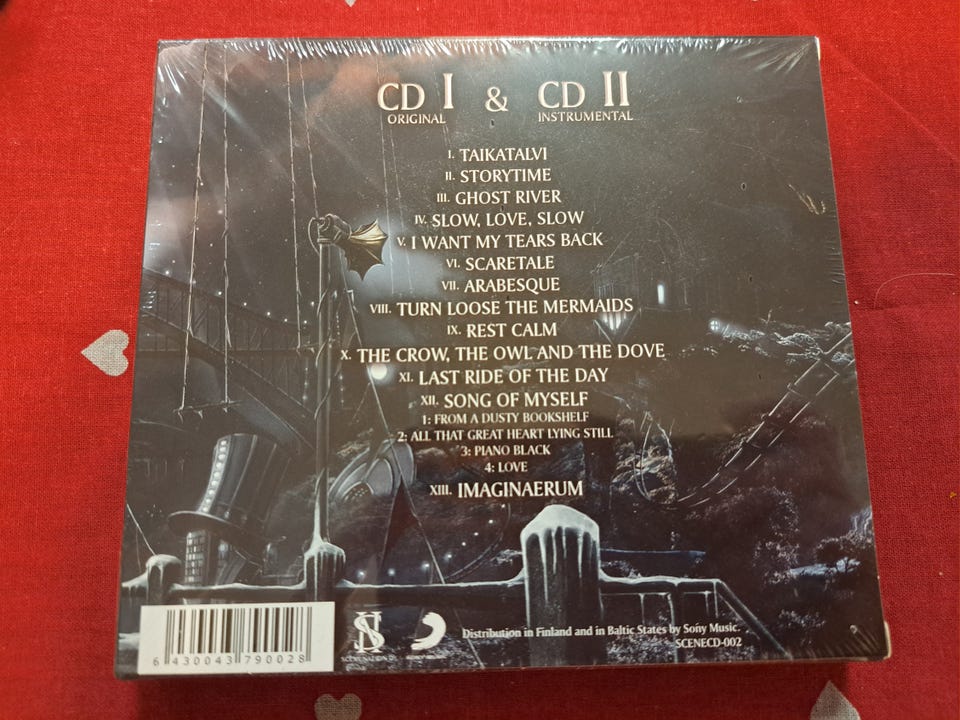 CD I & CD II
ORIGINAL INSTRUMENTAL
I. TAIKATALVI
II. STORYTIME
III. GHOST RIVER
IV. SLOW, LOVE, SLOW
V. I WANT MY TEARS BACK
VI. SCARETALE
VII. ARABESQUE
VIII. TURN LOOSE THE MERMAIDS
IX. REST CALM
X. THE CROW, THE OWL AND THE DOVE
XI. LAST RIDE OF THE DAY
XII. SONG OF MYSELF
1: FROM A DUSTY BOOKSHELF
2: ALL THAT GREAT HEART LYING STILL
3: PIANO BLACK
4: LOVE
XIII. IMAGINAERUM
Distribution in Finland and in Baltic States by Sony Music.
SCENECD-002
6 430043 790028